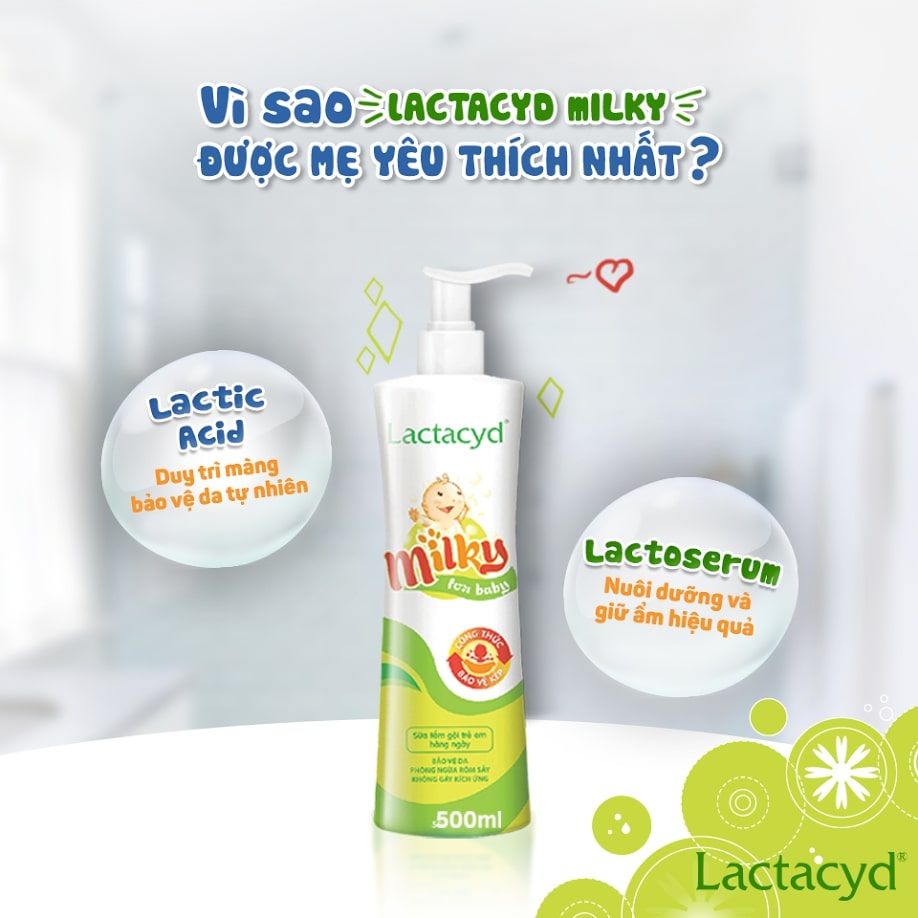 Vì sao LACTACYD MILKY
ĐƯỢC MẸ YÊU THÍCH NHẤT?
Lactic
Acid
Duy trì màng
bảo vệ da tự nhiên
Lactacyd®
Milky
for baby
CÔNG THỨC
BẢO VỆ KÉP
Lactoserum
Nuôi dưỡng và
giữ ẩm hiệu quả
Sữa tắm gội trẻ em
hàng ngày
BẢO VỆ DA
PHÒNG NGỪA RÔM SẢY
KHÔNG GÂY KÍCH ỨNG
500ml
Lactacyd®